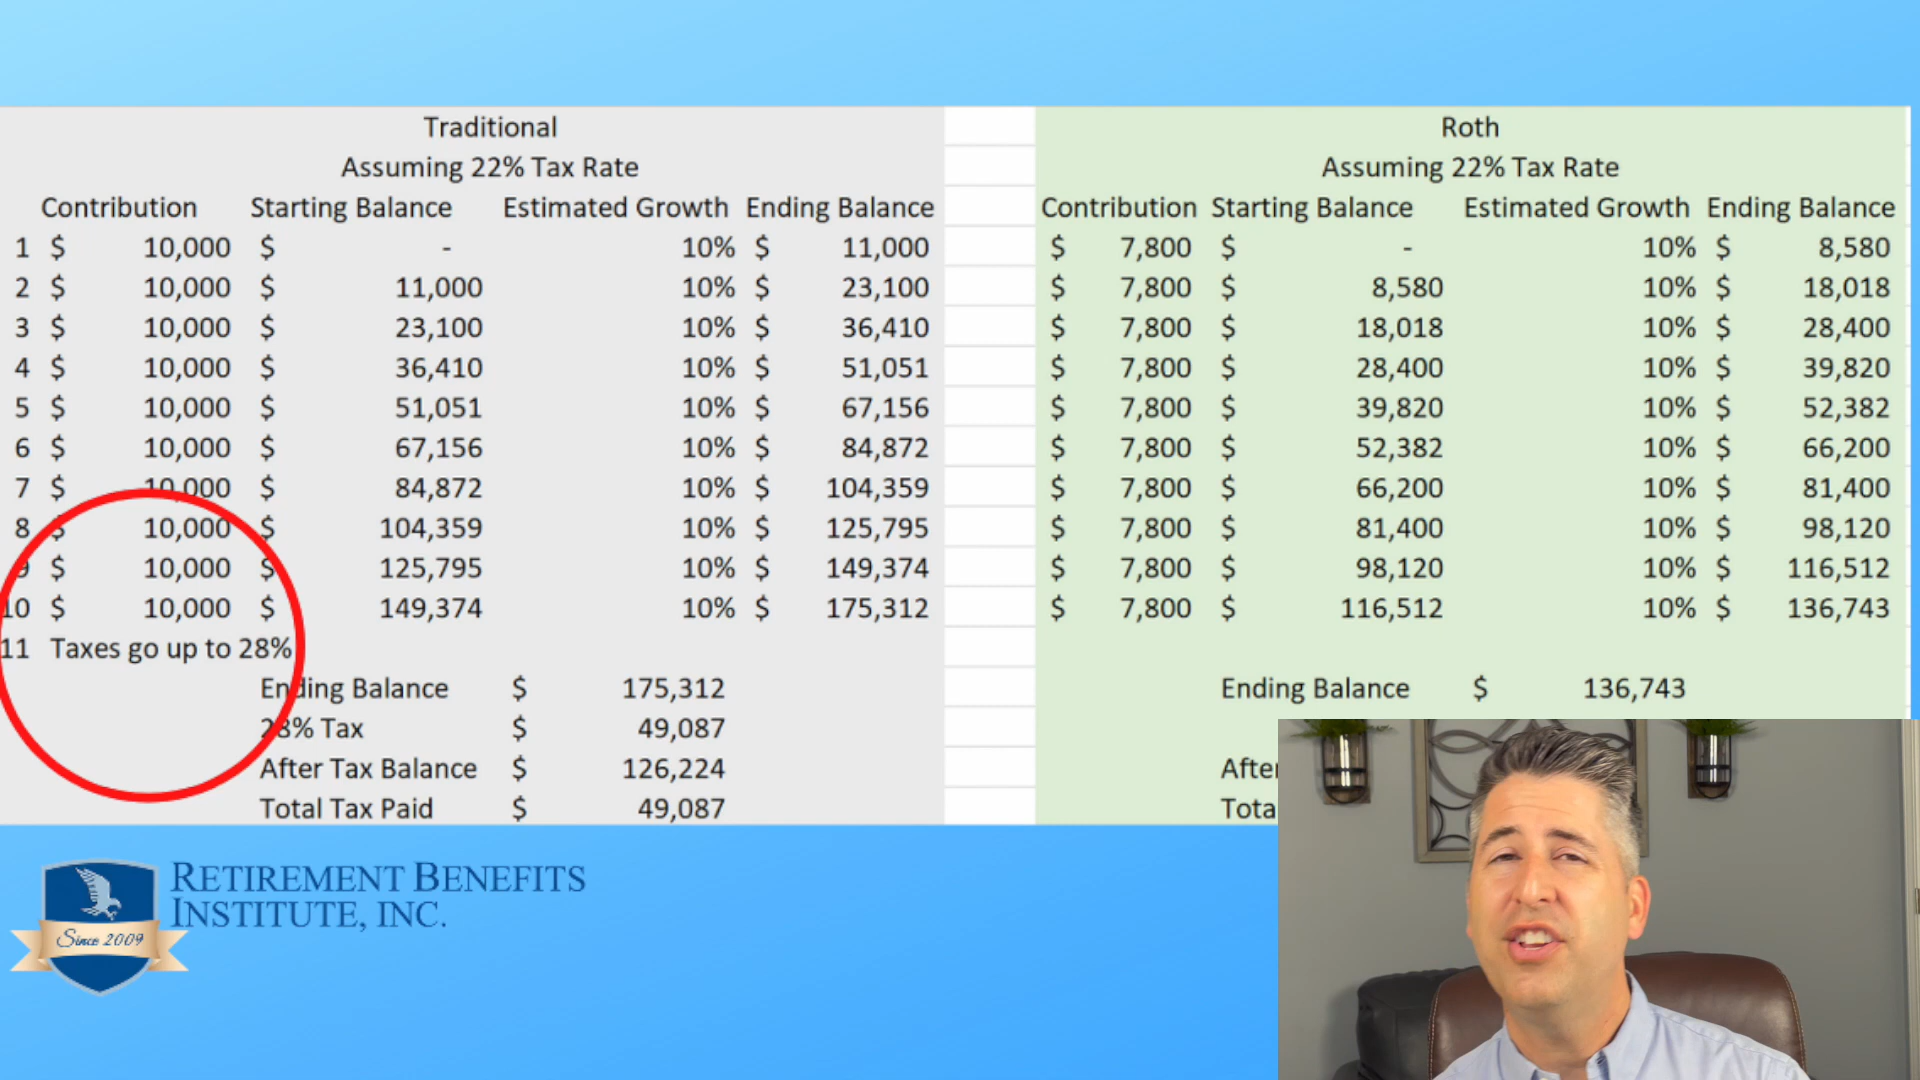 Traditional
Assuming 22% Tax Rate
Contribution Starting Balance Estimated Growth Ending Balance
1 $ 10,000 $ - 10% $ 11,000
2 $ 10,000 $ 11,000 10% $ 23,100
3 $ 10,000 $ 23,100 10% $ 36,410
4 $ 10,000 $ 36,410 10% $ 51,051
5 $ 10,000 $ 51,051 10% $ 67,156
6 $ 10,000 $ 67,156 10% $ 84,872
7 $ 10,000 $ 84,872 10% $ 104,359
8 $ 10,000 $ 104,359 10% $ 125,795
9 $ 10,000 $ 125,795 10% $ 149,374
10 $ 10,000 $ 149,374 10% $ 175,312
11 Taxes go up to 28%
Ending Balance $ 175,312
28% Tax $ 49,087
After Tax Balance $ 126,224
Total Tax Paid $ 49,087
Roth
Assuming 22% Tax Rate
Contribution Starting Balance Estimated Growth Ending Balance
$ 7,800 $ - 10% $ 8,580
$ 7,800 $ 8,580 10% $ 18,018
$ 7,800 $ 18,018 10% $ 28,400
$ 7,800 $ 28,400 10% $ 39,820
$ 7,800 $ 39,820 10% $ 52,382
$ 7,800 $ 52,382 10% $ 66,200
$ 7,800 $ 66,200 10% $ 81,400
$ 7,800 $ 81,400 10% $ 98,120
$ 7,800 $ 98,120 10% $ 116,512
$ 7,800 $ 116,512 10% $ 136,743
Ending Balance $ 136,743
After
Tota
RETIREMENT BENEFITS
INSTITUTE, INC.
Since 2009